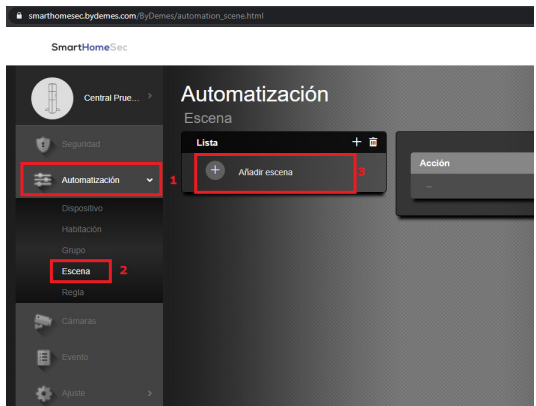 smarthomesec.bydemes.com/ByDemes/automation_scene.html
SmartHomeSec
Central Prue...
Automatización
Escena
Seguridad
Lista
Añadir escena
3
Acción
--
Automatización
1
Dispositivo
Habitación
Grupo
Escena
2
Regla
Cámaras
Evento
Ajuste